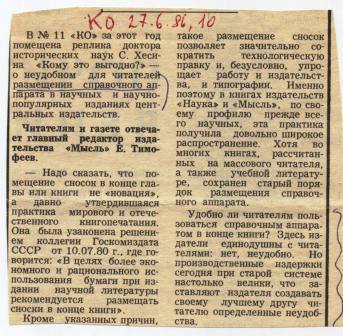 КО 27.6.86, 10
В № 11 «КО» за этот год
помещена реплика доктора
исторических наук С. Хеси-
на «Кому это выгодно?» —
о неудобном для читателей
размещении справочного ап-
парата в научных и научно-
популярных изданиях цент-
ральных издательств.
Читателям и газете отвеча-
ет главный редактор изда-
тельства «Мысль» Е. Тимо-
феев.
— Надо сказать, что по-
мещение сносок в конце гла-
вы или книги не «новация»,
а давно утвердившаяся
практика мирового и отече-
ственного книгопечатания.
Она была узаконена решени-
ем коллегии Госкомиздата
СССР от 10.07.80 г., где го-
ворится: «В целях более эко-
номного и рационального ис-
пользования бумаги при из-
дании научной литературы
рекомендуется размещать
сноски в конце книги».
Кроме указанных причин,
такое размещение сносок
позволяет значительно со-
кратить технологическую
правку и, безусловно, упро-
щает работу и издательст-
ва, и типографии. Именно
поэтому в книгах издательств
«Наука» и «Мысль», по сво-
ему профилю прежде все-
го научных, эта практика
получила довольно широкое
распространение. Хотя во
многих книгах, рассчитан-
ных на массового читателя,
а также учебной литерату-
ре, сохранен старый поря-
док размещения справочно-
го аппарата.
Удобно ли читателям поль-
зоваться справочным аппара-
том в конце книги? Здесь из-
датели единодушны с чита-
телями: нет, неудобно. Но
производственные издержки
сегодня при старой системе
настолько велики, что за-
ставляют издателя создавать
своему лучшему другу чи-
тателю определенные неудоб-
ства.